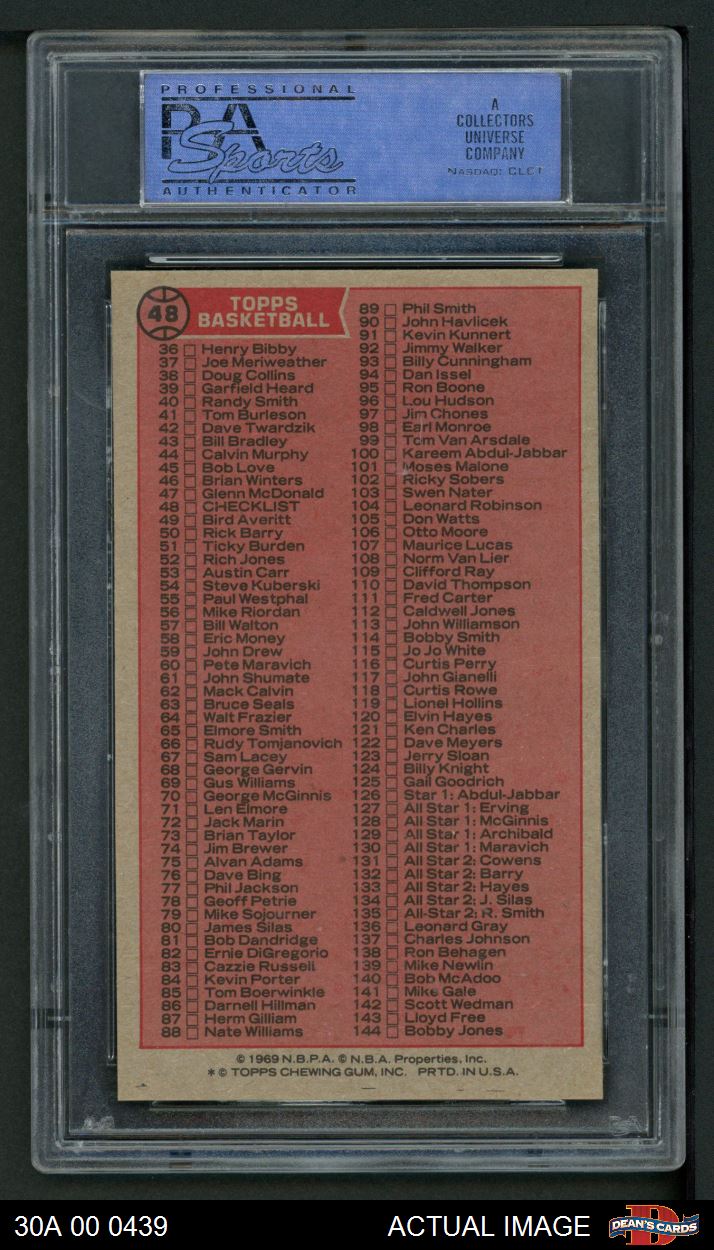 PROFESSIONAL
PSA
Sports
AUTHENTICATOR
A
COLLECTORS
UNIVERSE
COMPANY
NASDAQ: CLCT
48
TOPPS
BASKETBALL
36 Henry Bibby
37 Joe Meriweather
38 Doug Collins
39 Garfield Heard
40 Randy Smith
41 Tom Burleson
42 Dave Twardzik
43 Bill Bradley
44 Calvin Murphy
45 Bob Love
46 Brian Winters
47 Glenn McDonald
48 CHECKLIST
49 Bird Averitt
50 Rick Barry
51 Ticky Burden
52 Rich Jones
53 Austin Carr
54 Steve Kuberski
55 Paul Westphal
56 Mike Riordan
57 Bill Walton
58 Eric Money
59 John Drew
60 Pete Maravich
61 John Shumate
62 Mack Calvin
63 Bruce Seals
64 Walt Frazier
65 Elmore Smith
66 Rudy Tomjanovich
67 Sam Lacey
68 George Gervin
69 Gus Williams
70 George McGinnis
71 Len Elmore
72 Jack Marin
73 Brian Taylor
74 Jim Brewer
75 Alvan Adams
76 Dave Bing
77 Phil Jackson
78 Geoff Petrie
79 Mike Sojourner
80 James Silas
81 Bob Dandridge
82 Ernie DiGregorio
83 Cazzie Russell
84 Kevin Porter
85 Tom Boerwinkle
86 Darnell Hillman
87 Herm Gilliam
88 Nate Williams
89 Phil Smith
90 John Havlicek
91 Kevin Kunnert
92 Jimmy Walker
93 Billy Cunningham
94 Dan Issel
95 Ron Boone
96 Lou Hudson
97 Jim Chones
98 Earl Monroe
99 Tom Van Arsdale
100 Kareem Abdul-Jabbar
101 Moses Malone
102 Ricky Sobers
103 Swen Nater
104 Leonard Robinson
105 Don Watts
106 Otto Moore
107 Maurice Lucas
108 Norm Van Lier
109 Clifford Ray
110 David Thompson
111 Fred Carter
112 Caldwell Jones
113 John Williamson
114 Bobby Smith
115 Jo Jo White
116 Curtis Perry
117 John Gianelli
118 Curtis Rowe
119 Lionel Hollins
120 Elvin Hayes
121 Ken Charles
122 Dave Meyers
123 Jerry Sloan
124 Billy Knight
125 Gail Goodrich
126 Star 1: Abdul-Jabbar
127 All Star 1: Erving
128 All Star 1: McGinnis
129 All Star 1: Archibald
130 All Star 1: Maravich
131 All Star 2: Cowens
132 All Star 2: Barry
133 All Star 2: Hayes
134 All Star 2: J. Silas
135 All-Star 2: R. Smith
136 Leonard Gray
137 Charles Johnson
138 Ron Behagen
139 Mike Newlin
140 Bob McAdoo
141 Mike Gale
142 Scott Wedman
143 Lloyd Free
144 Bobby Jones
© 1969 N.B.P.A. © N.B.A. Properties, Inc.
* © TOPPS CHEWING GUM, INC. PRTD. IN U.S.A.
30A 00 0439
ACTUAL IMAGE
DEAN'S CARDS